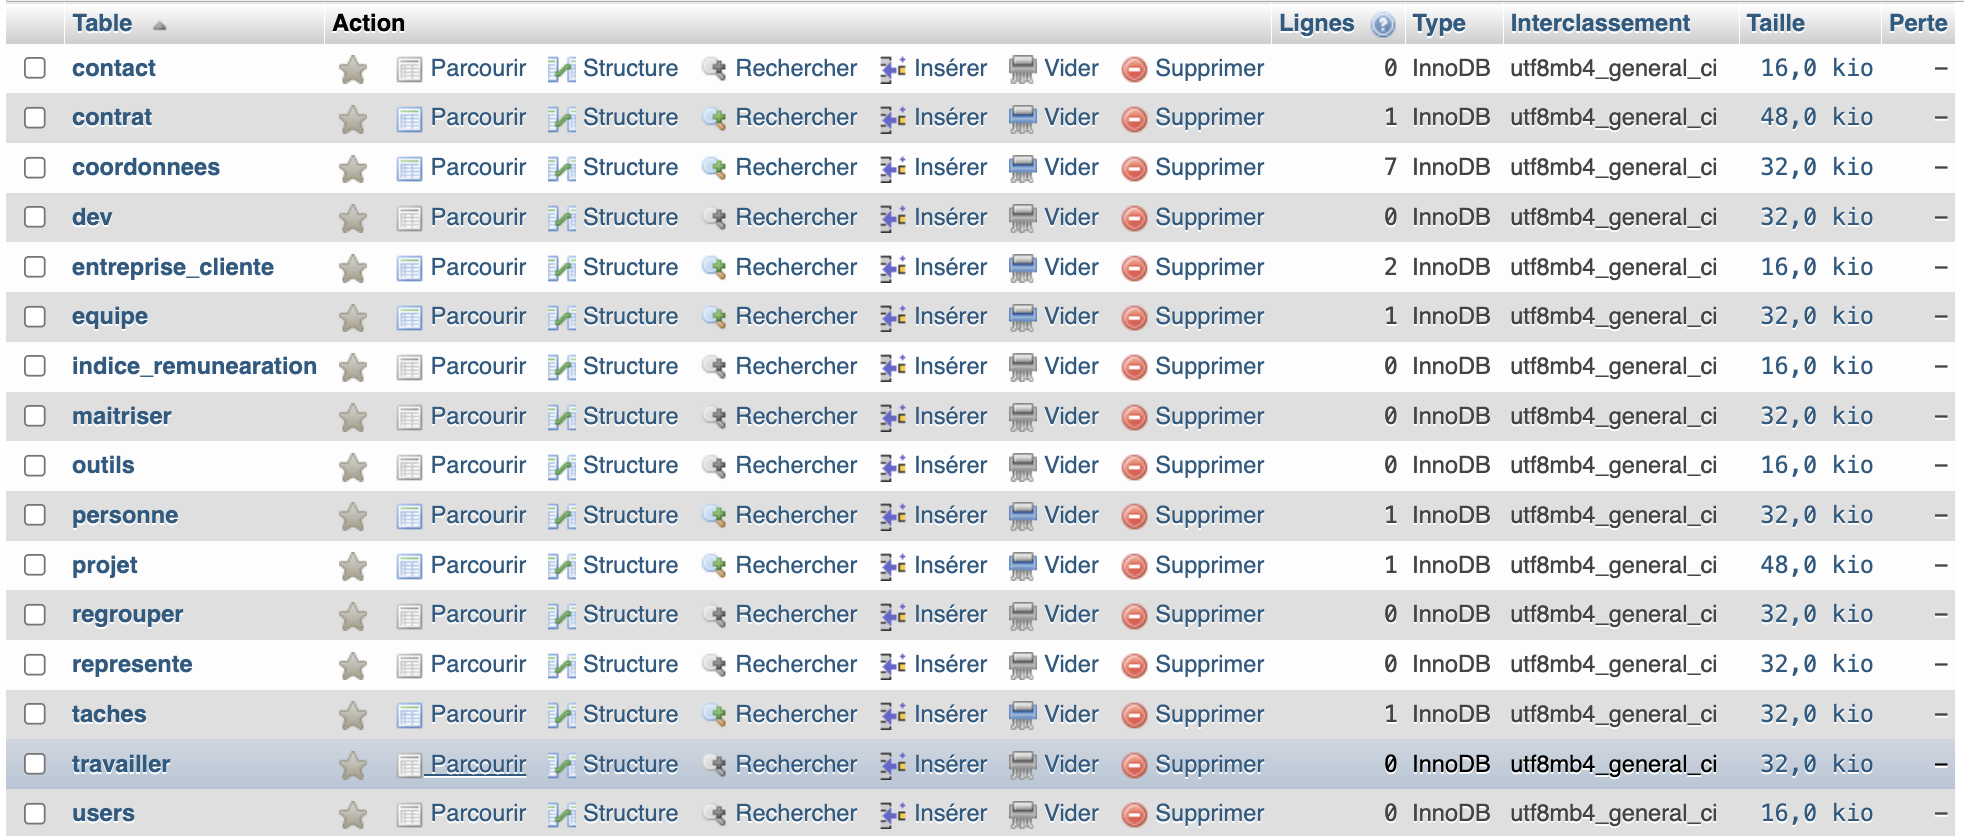 Table Action Lignes Type Interclassement Taille Perte
contact Parcourir Structure Rechercher Insérer Vider Supprimer 0 InnoDB utf8mb4_general_ci 16,0 kio –
contrat Parcourir Structure Rechercher Insérer Vider Supprimer 1 InnoDB utf8mb4_general_ci 48,0 kio –
coordonnees Parcourir Structure Rechercher Insérer Vider Supprimer 7 InnoDB utf8mb4_general_ci 32,0 kio –
dev Parcourir Structure Rechercher Insérer Vider Supprimer 0 InnoDB utf8mb4_general_ci 32,0 kio –
entreprise_cliente Parcourir Structure Rechercher Insérer Vider Supprimer 2 InnoDB utf8mb4_general_ci 16,0 kio –
equipe Parcourir Structure Rechercher Insérer Vider Supprimer 1 InnoDB utf8mb4_general_ci 32,0 kio –
indice_remunearation Parcourir Structure Rechercher Insérer Vider Supprimer 0 InnoDB utf8mb4_general_ci 16,0 kio –
maitriser Parcourir Structure Rechercher Insérer Vider Supprimer 0 InnoDB utf8mb4_general_ci 32,0 kio –
outils Parcourir Structure Rechercher Insérer Vider Supprimer 0 InnoDB utf8mb4_general_ci 16,0 kio –
personne Parcourir Structure Rechercher Insérer Vider Supprimer 1 InnoDB utf8mb4_general_ci 32,0 kio –
projet Parcourir Structure Rechercher Insérer Vider Supprimer 1 InnoDB utf8mb4_general_ci 48,0 kio –
regrouper Parcourir Structure Rechercher Insérer Vider Supprimer 0 InnoDB utf8mb4_general_ci 32,0 kio –
represente Parcourir Structure Rechercher Insérer Vider Supprimer 0 InnoDB utf8mb4_general_ci 32,0 kio –
taches Parcourir Structure Rechercher Insérer Vider Supprimer 1 InnoDB utf8mb4_general_ci 32,0 kio –
travailler Parcourir Structure Rechercher Insérer Vider Supprimer 0 InnoDB utf8mb4_general_ci 32,0 kio –
users Parcourir Structure Rechercher Insérer Vider Supprimer 0 InnoDB utf8mb4_general_ci 16,0 kio –